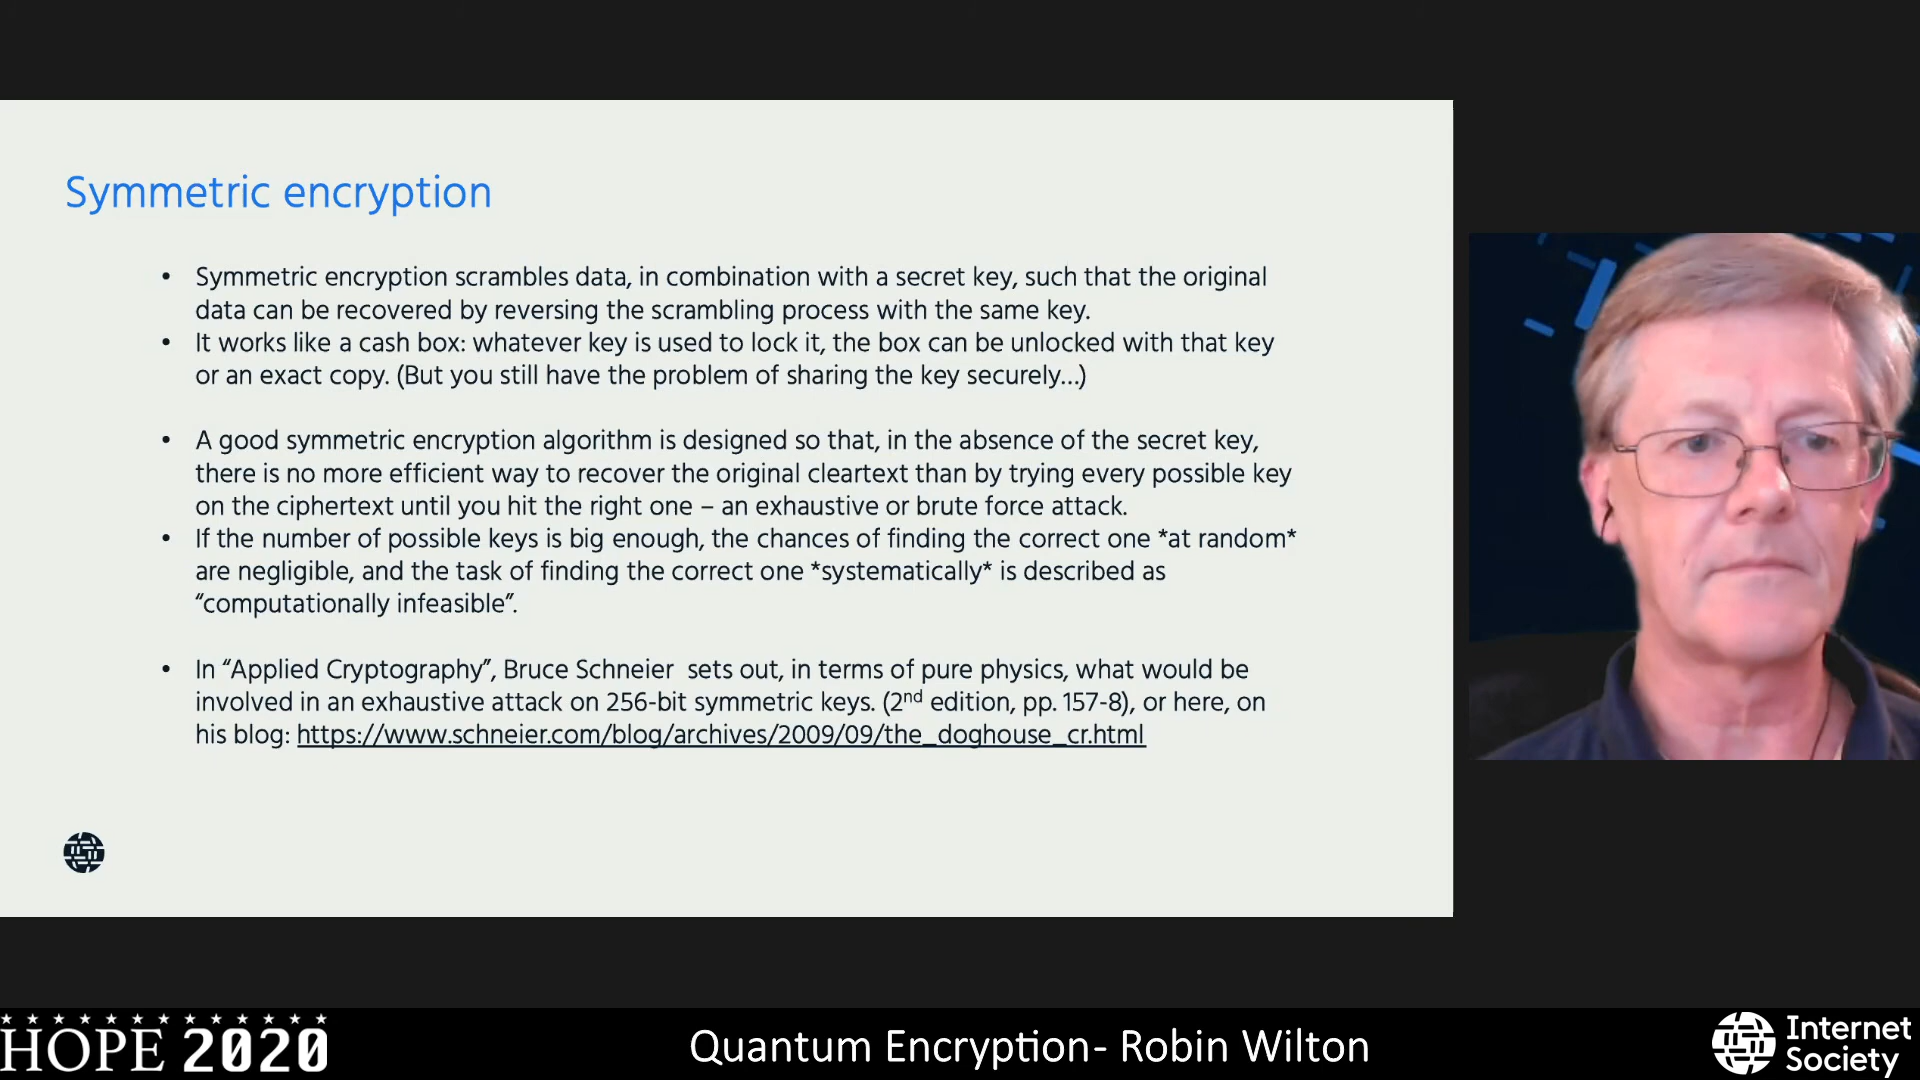 Symmetric encryption
• Symmetric encryption scrambles data, in combination with a secret key, such that the original
data can be recovered by reversing the scrambling process with the same key.
• It works like a cash box: whatever key is used to lock it, the box can be unlocked with that key
or an exact copy. (But you still have the problem of sharing the key securely...)
• A good symmetric encryption algorithm is designed so that, in the absence of the secret key,
there is no more efficient way to recover the original cleartext than by trying every possible key
on the ciphertext until you hit the right one – an exhaustive or brute force attack.
• If the number of possible keys is big enough, the chances of finding the correct one *at random*
are negligible, and the task of finding the correct one *systematically* is described as
“computationally infeasible”.
• In “Applied Cryptography”, Bruce Schneier  sets out, in terms of pure physics, what would be
involved in an exhaustive attack on 256-bit symmetric keys. (2nd edition, pp. 157-8), or here, on
his blog: https://www.schneier.com/blog/archives/2009/09/the_doghouse_cr.html
HOPE 2020
Quantum Encryption- Robin Wilton
Internet
Society